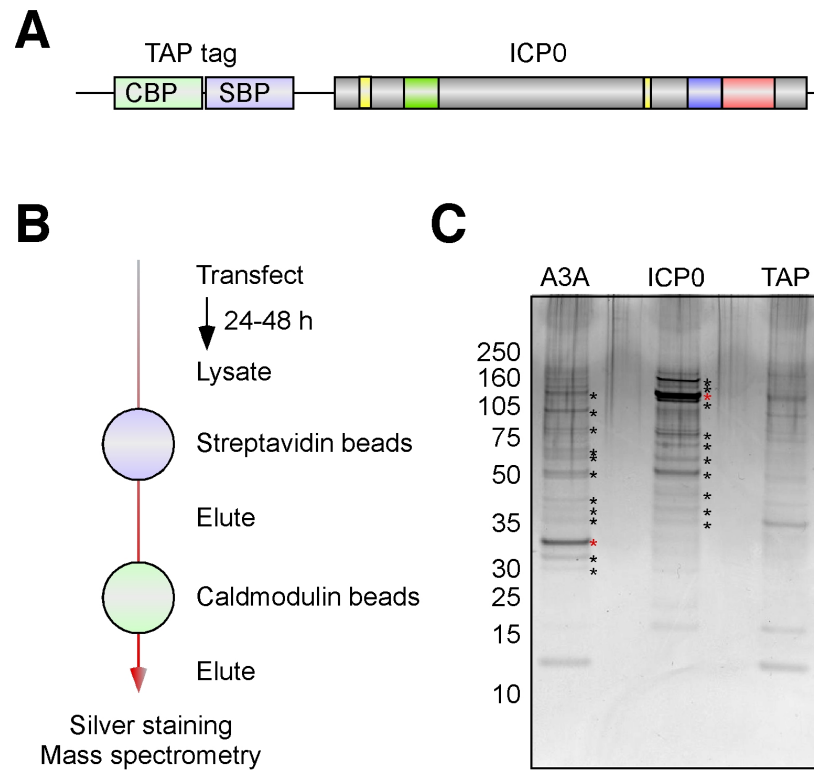 A
TAP tag
ICP0
CBP
SBP
B
Transfect
24-48 h
Lysate
Streptavidin beads
Elute
Caldmodulin beads
Elute
Silver staining
Mass spectrometry
C
A3A ICP0 TAP
250
160
105
75
50
35
30
25
15
10